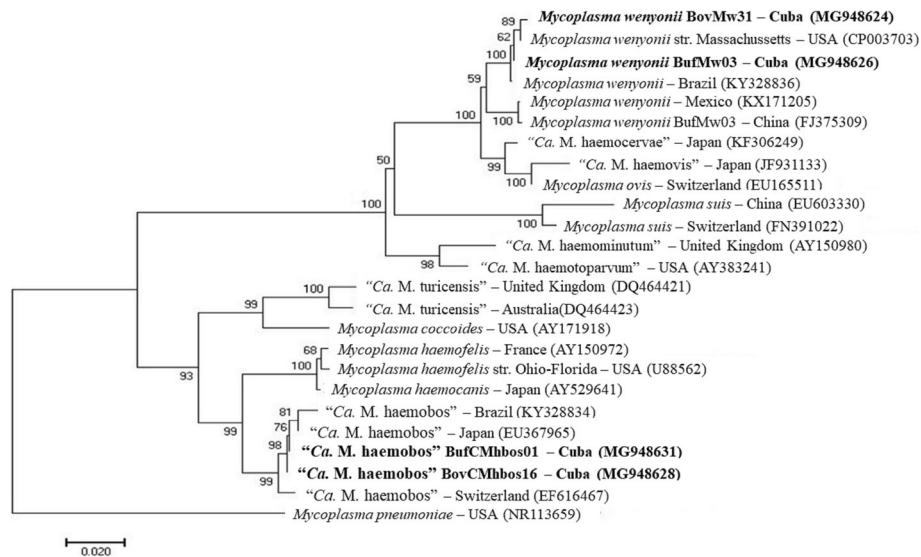 89
Mycoplasma wenyonii BovMw31 – Cuba (MG948624)
62
Mycoplasma wenyonii str. Massachussetts – USA (CP003703)
100
Mycoplasma wenyonii BufMw03 – Cuba (MG948626)
59
Mycoplasma wenyonii – Brazil (KY328836)
Mycoplasma wenyonii – Mexico (KX171205)
100
100
Mycoplasma wenyonii BufMw03 – China (FJ375309)
“Ca. M. haemocervae” – Japan (KF306249)
99
“Ca. M. haemovis” – Japan (JF931133)
50
100
Mycoplasma ovis – Switzerland (EU165511)
Mycoplasma suis – China (EU603330)
100
100
Mycoplasma suis – Switzerland (FN391022)
“Ca. M. haemominutum” – United Kingdom (AY150980)
98
“Ca. M. haemotoparvum” – USA (AY383241)
100
“Ca. M. turicensis” – United Kingdom (DQ464421)
99
“Ca. M. turicensis” – Australia(DQ464423)
Mycoplasma coccoides – USA (AY171918)
68
Mycoplasma haemofelis – France (AY150972)
100
Mycoplasma haemofelis str. Ohio-Florida – USA (U88562)
93
Mycoplasma haemocanis – Japan (AY529641)
81
“Ca. M. haemobos” – Brazil (KY328834)
76
99
“Ca. M. haemobos” – Japan (EU367965)
98
“Ca. M. haemobos” BufCMhbos01 – Cuba (MG948631)
“Ca. M. haemobos” BovCMhbos16 – Cuba (MG948628)
99
“Ca. M. haemobos” – Switzerland (EF616467)
Mycoplasma pneumoniae – USA (NR113659)
0.020